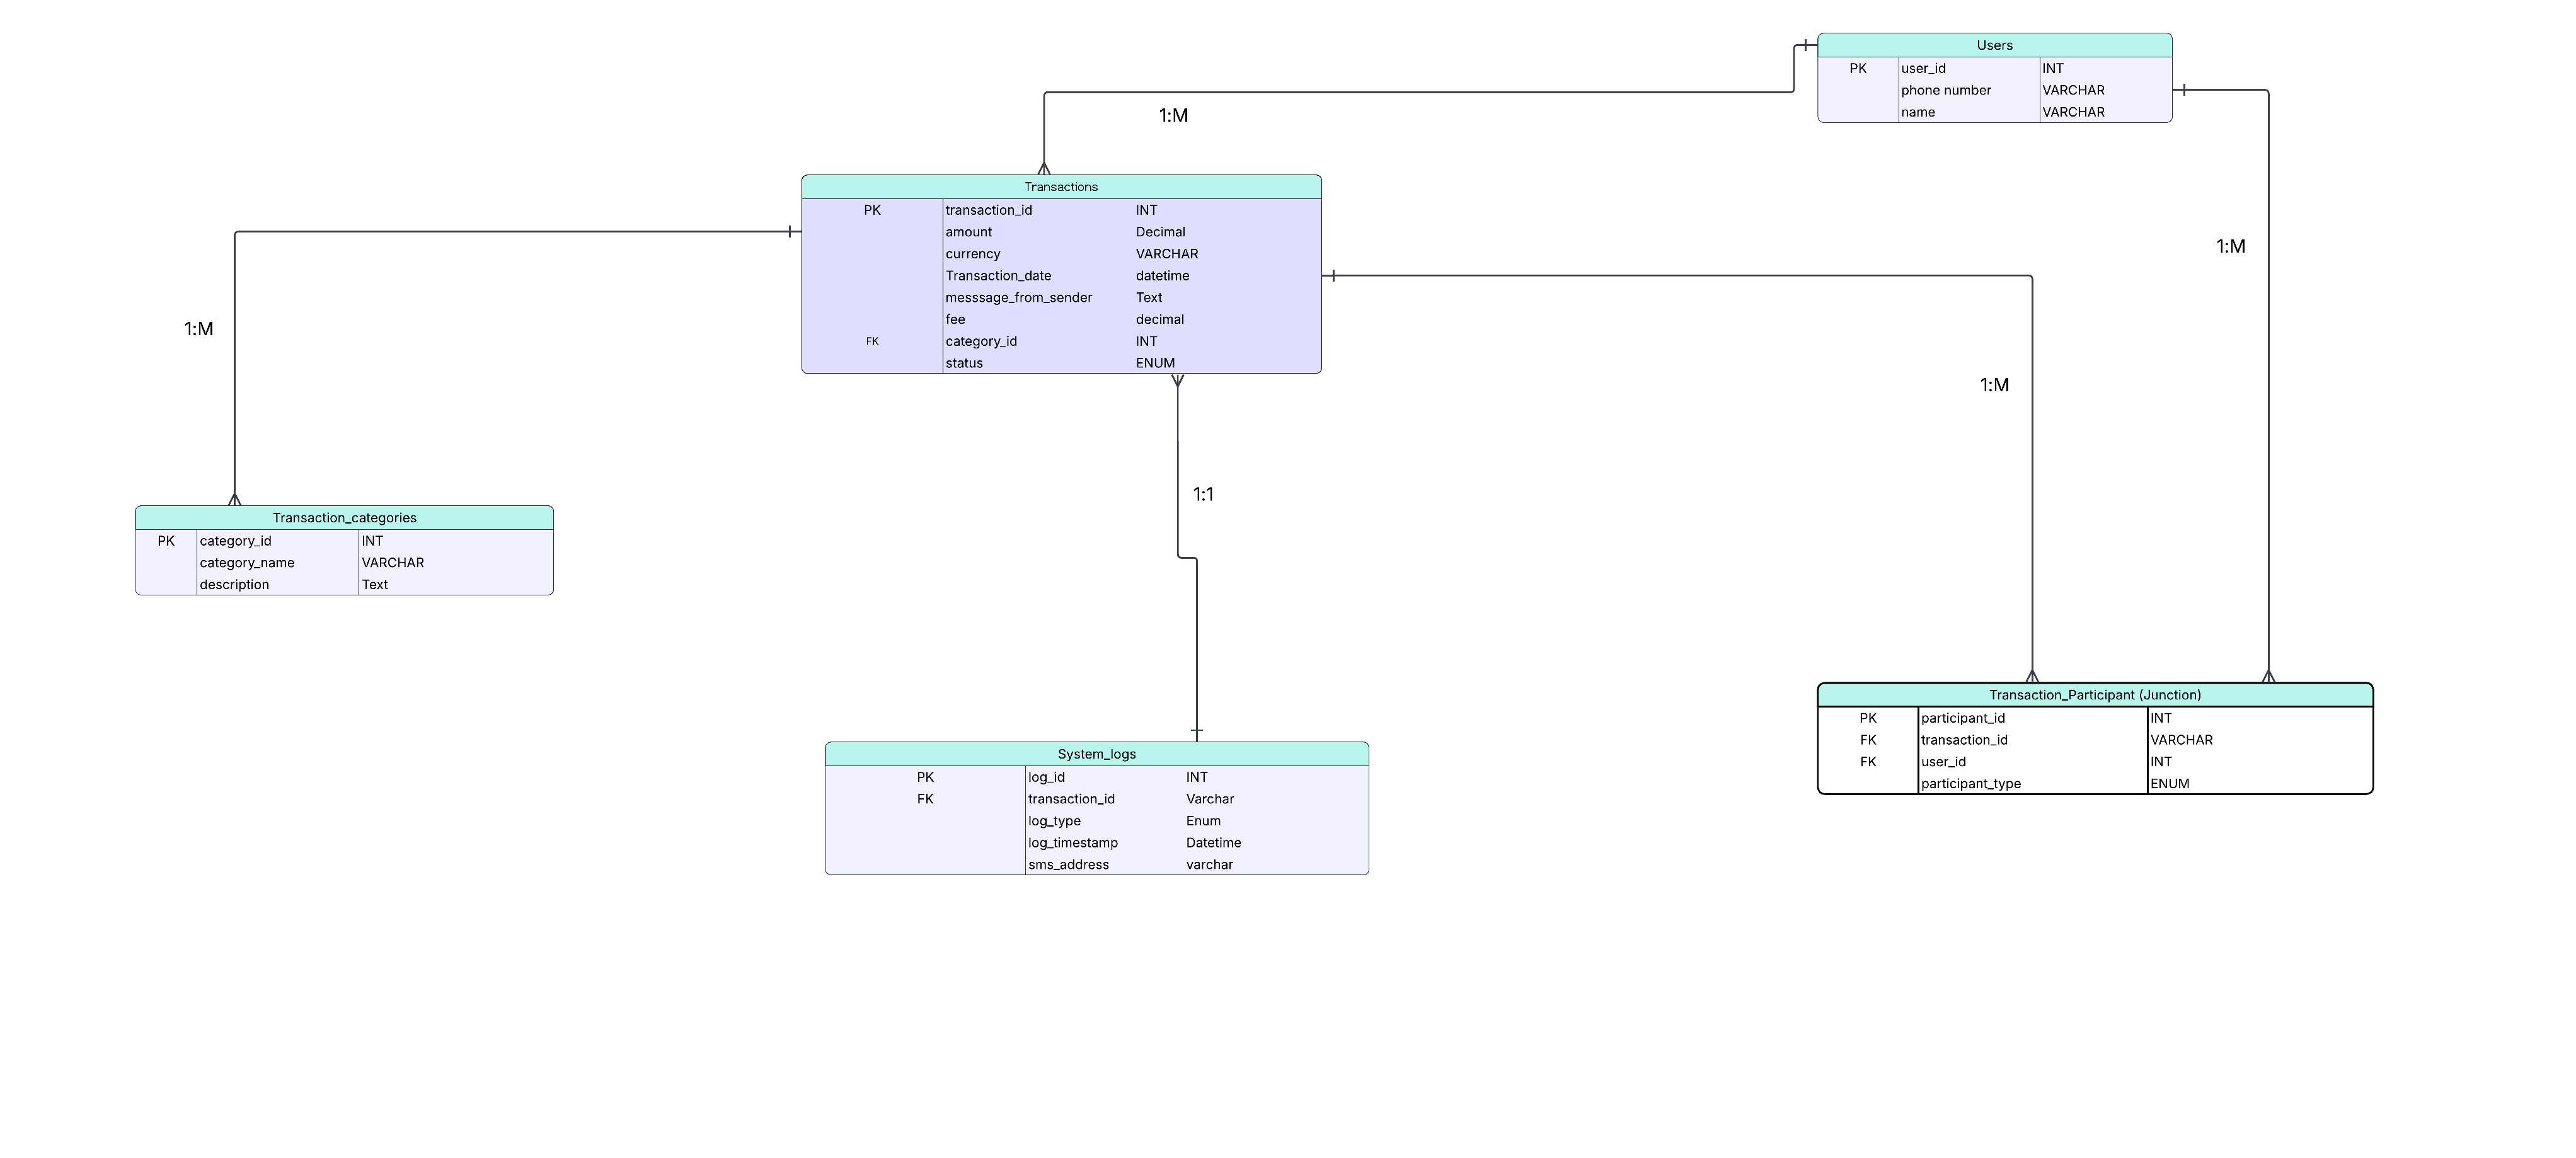 Users
PK user_id INT
phone number VARCHAR
name VARCHAR
1:M
Transactions
PK transaction_id INT
amount Decimal
currency VARCHAR
Transaction_date datetime
messsage_from_sender Text
fee decimal
FK category_id INT
status ENUM
1:M
1:M
1:M
1:1
Transaction_categories
PK category_id INT
category_name VARCHAR
description Text
Transaction_Participant (Junction)
PK participant_id INT
FK transaction_id VARCHAR
FK user_id INT
participant_type ENUM
System_logs
PK log_id INT
FK transaction_id Varchar
log_type Enum
log_timestamp Datetime
sms_address varchar